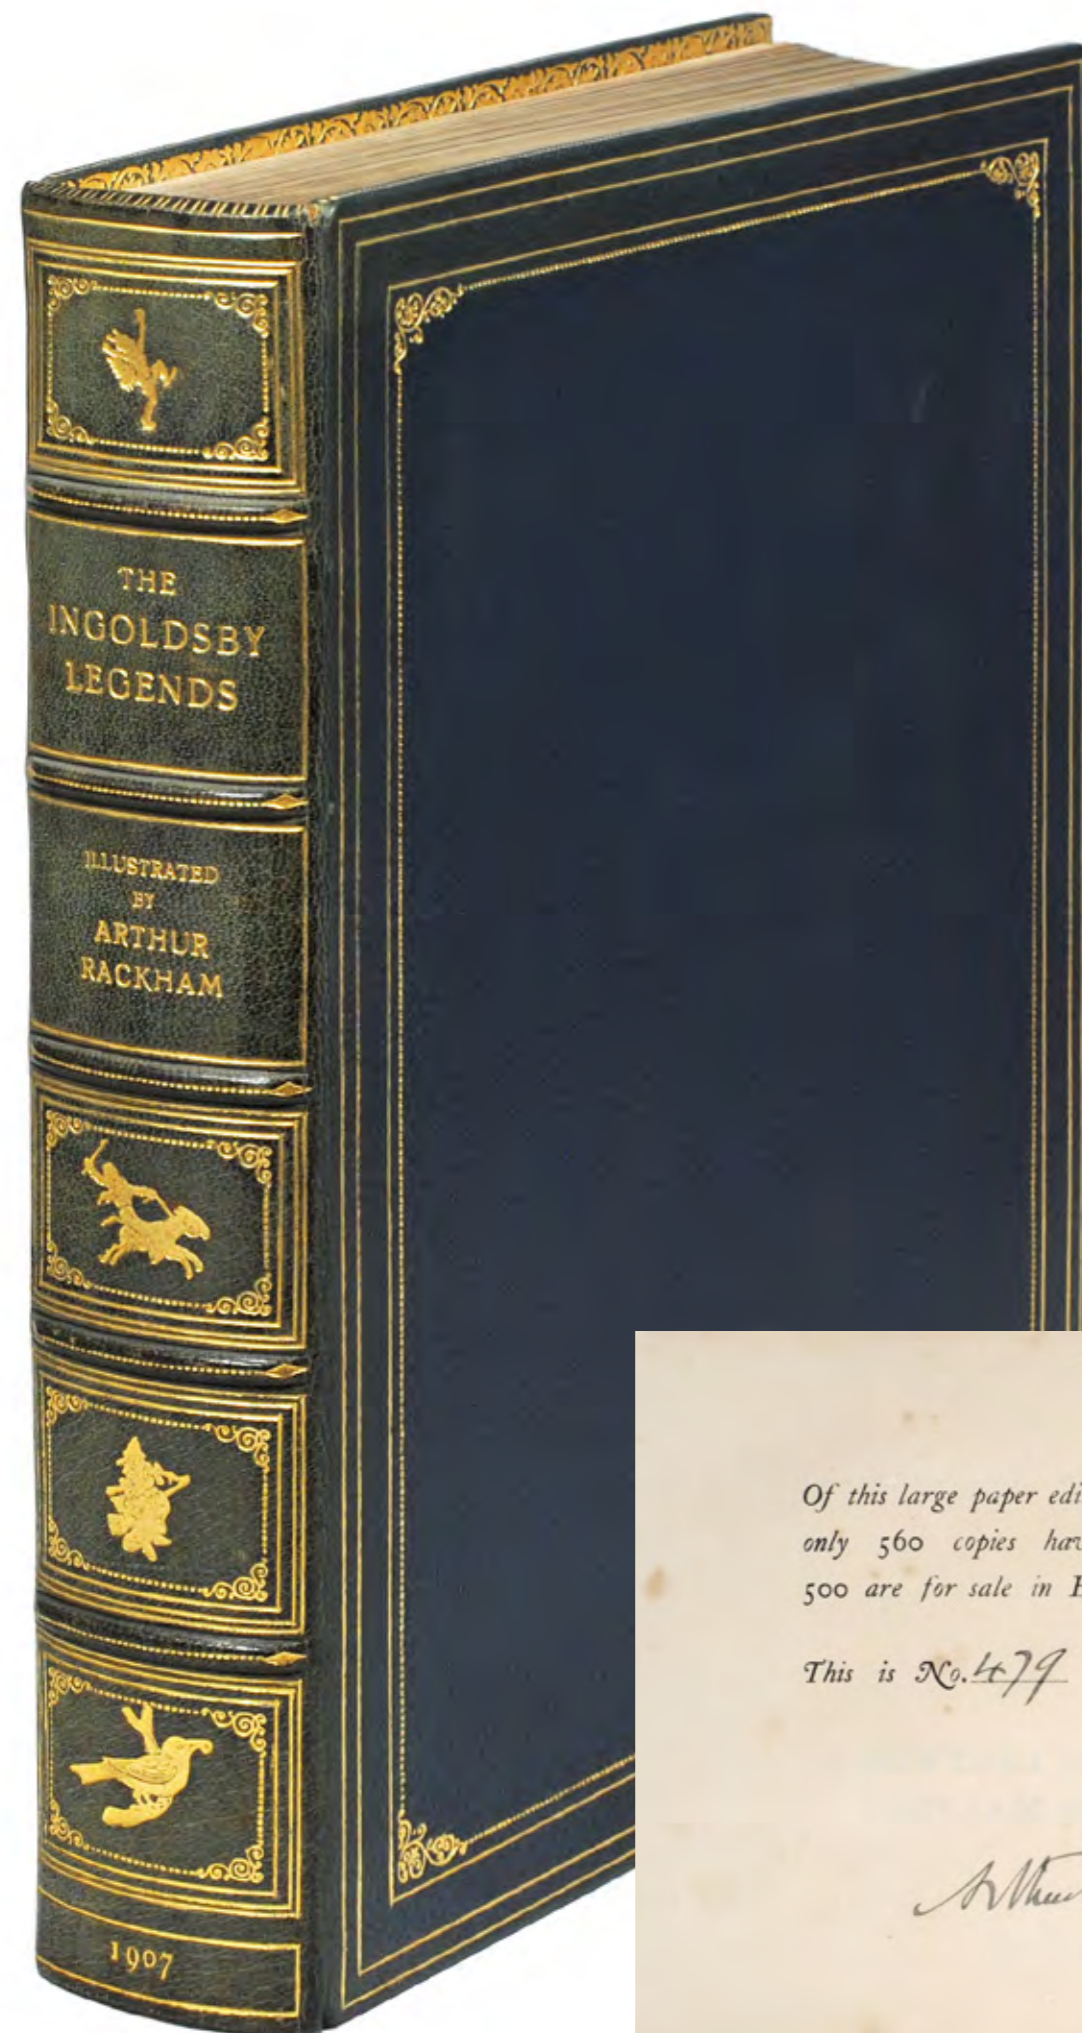 THE
INGOLDSBY
LEGENDS
ILLUSTRATED
BY
ARTHUR
RACKHAM
1907
Of this large paper edi
only 560 copies hav
500 are for sale in E
This is No. 479
Arthur